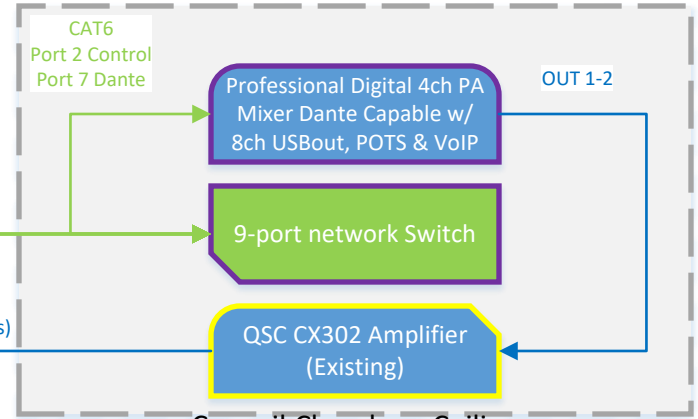 CAT6
Port 2 Control
Port 7 Dante
Professional Digital 4ch PA
Mixer Dante Capable w/
8ch USBout, POTS & VoIP
OUT 1-2
9-port network Switch
s)
QSC CX302 Amplifier
(Existing)